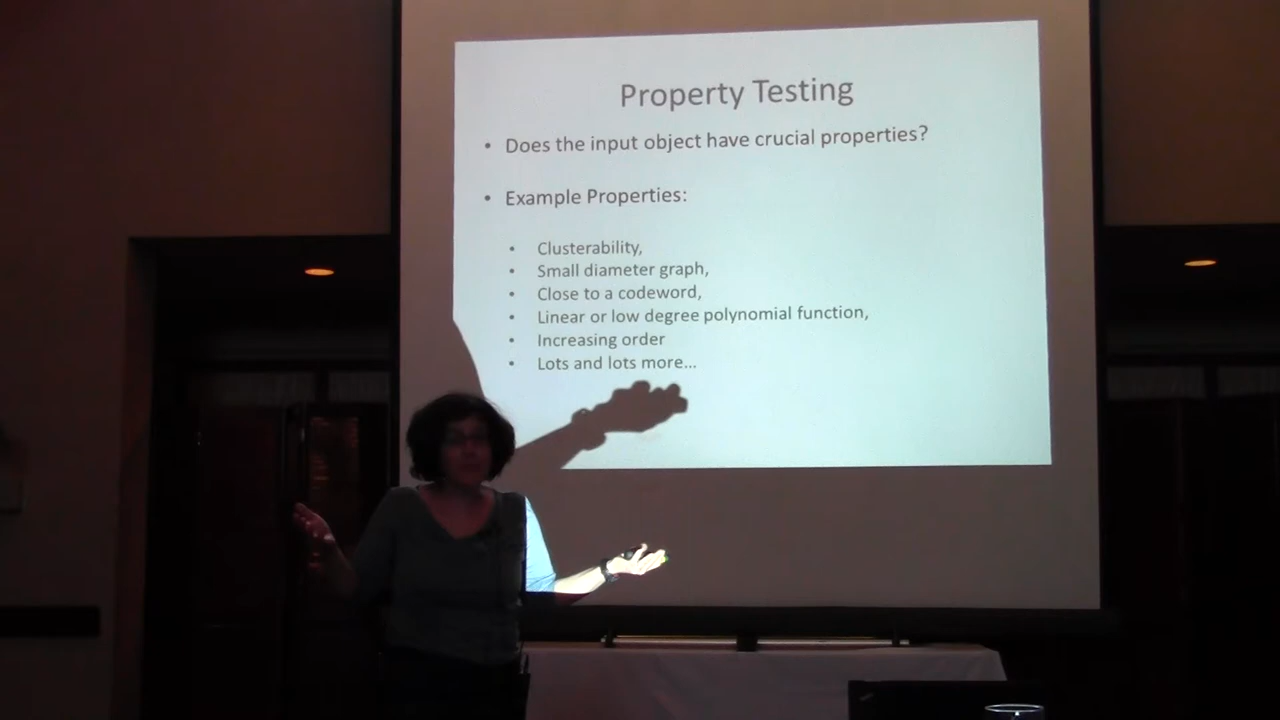 Property Testing
• Does the input object have crucial properties?
• Example Properties:
• Clusterability,
• Small diameter graph,
• Close to a codeword,
• Linear or low degree polynomial function,
• Increasing order
• Lots and lots more...